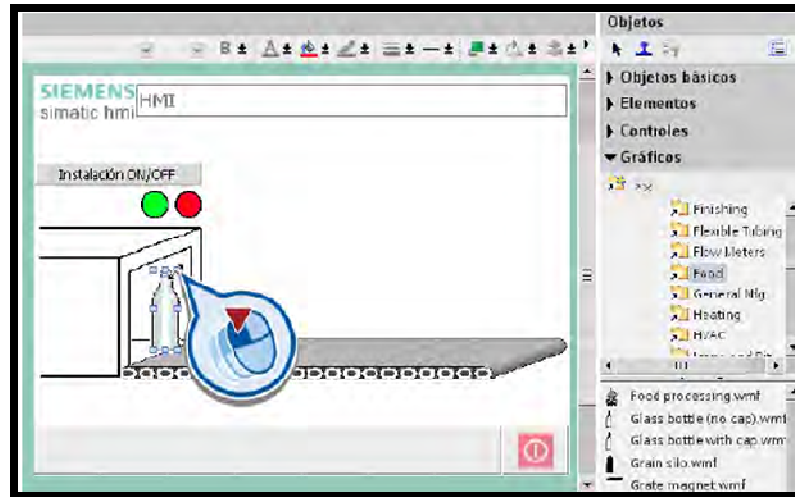 Objetos
B A
Objetos básicos
Elementos
Controles
Gráficos
SIEMENS
simatic hmi
HMI
Instalación ON/OFF
Finishing
Flexible Tubing
Flow Meters
Food
General Mfg
Heating
HVAC
Food processing.wmf
Glass bottle (no cap).wmf
Glass bottle with cap.wmf
Grain silo.wmf
Grate magnet.wmf